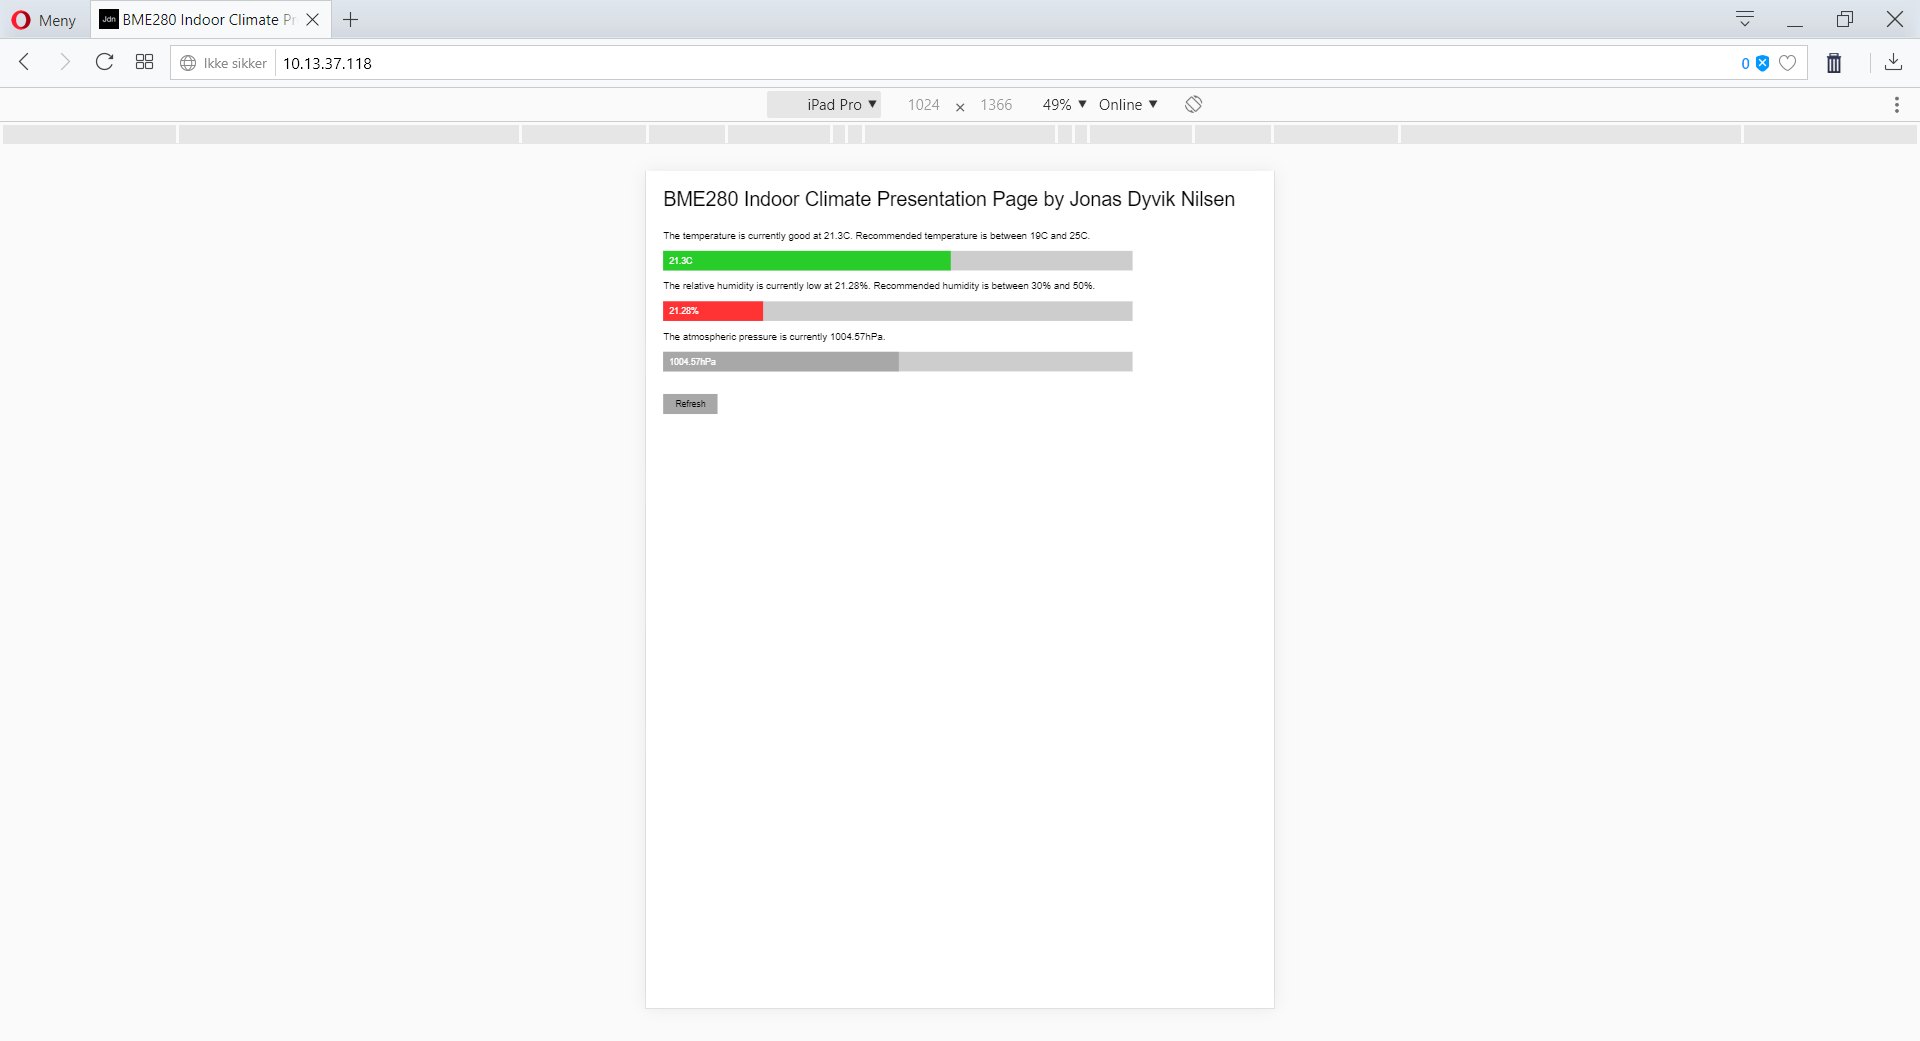 Meny
Jdn BME280 Indoor Climate Pr
Ikke sikker 10.13.37.118 0
iPad Pro ▼ 1024 × 1366 49% ▼ Online ▼
BME280 Indoor Climate Presentation Page by Jonas Dyvik Nilsen
The temperature is currently good at 21.3C. Recommended temperature is between 19C and 25C.
21.3C
The relative humidity is currently low at 21.28%. Recommended humidity is between 30% and 50%.
21.28%
The atmospheric pressure is currently 1004.57hPa.
1004.57hPa
Refresh